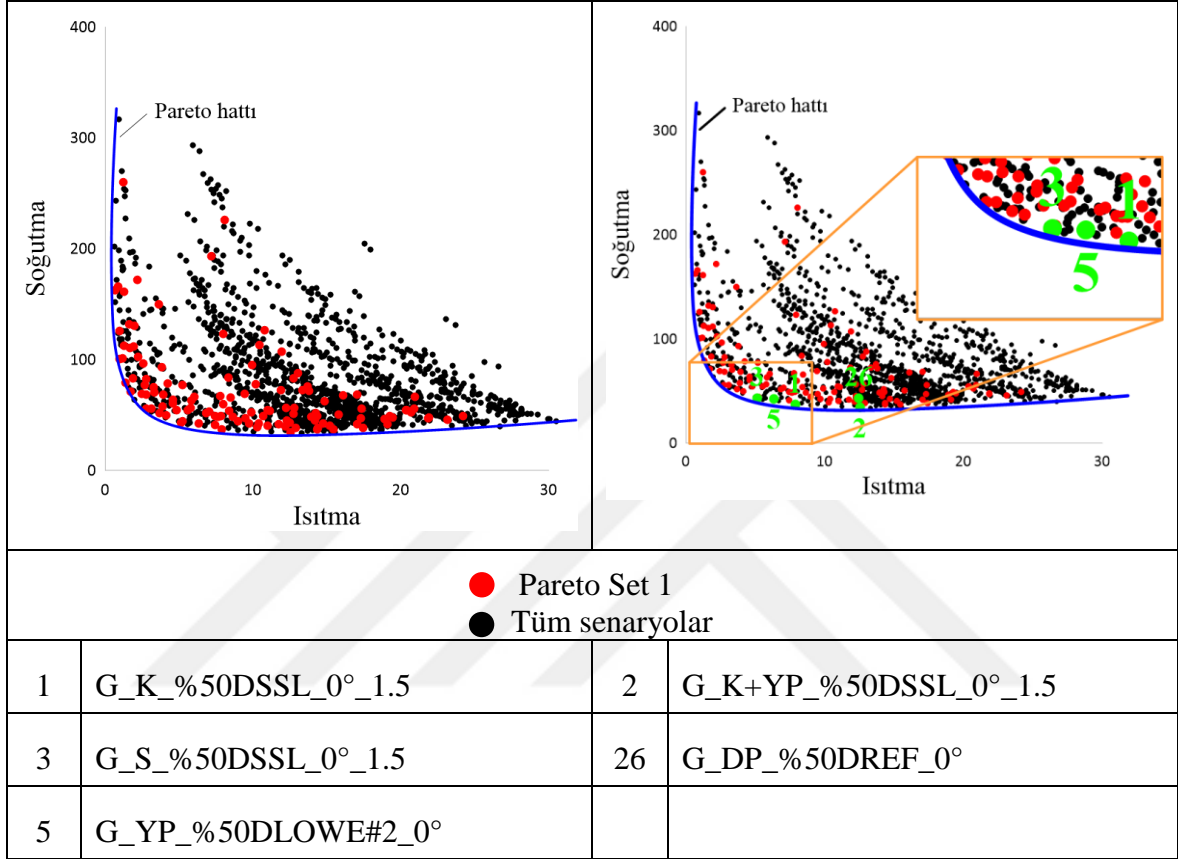 400
300
200
100
0
0
10
20
30
Soğutma
Isıtma
Pareto hattı
400
300
200
100
0
0
10
20
30
Soğutma
Isıtma
Pareto hattı
3
1
5
3
1
26
5
2
Pareto Set 1
Tüm senaryolar
1 G_K_%50DSSL_0°_1.5 2 G_K+YP_%50DSSL_0°_1.5
3 G_S_%50DSSL_0°_1.5 26 G_DP_%50DREF_0°
5 G_YP_%50DLOWE#2_0°